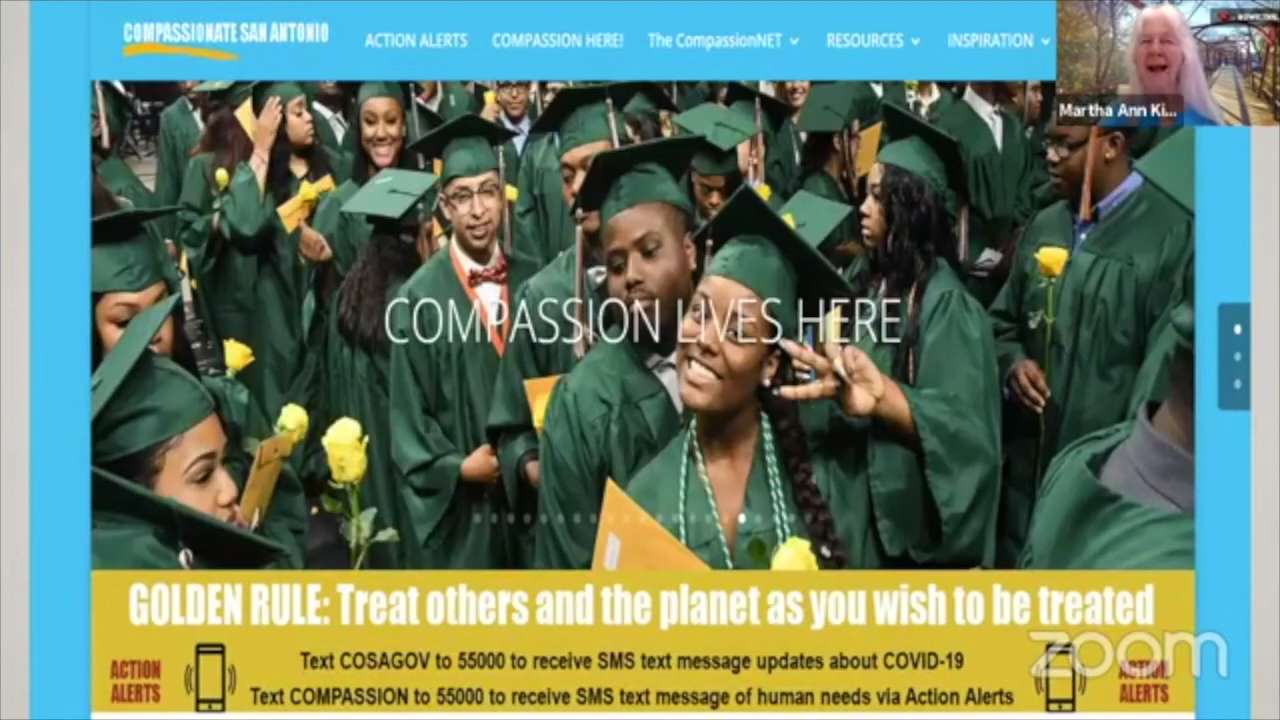 COMPASSIONATE SAN ANTONIO
ACTION ALERTS COMPASSION HERE! The CompassionNET RESOURCES INSPIRATION
Martha Ann Ki...
COMPASSION LIVES HERE
GOLDEN RULE: Treat others and the planet as you wish to be treated
ACTION ALERTS
Text COSAGOV to 55000 to receive SMS text message updates about COVID-19
Text COMPASSION to 55000 to receive SMS text message of human needs via Action Alerts
ACTION ALERTS
zoom